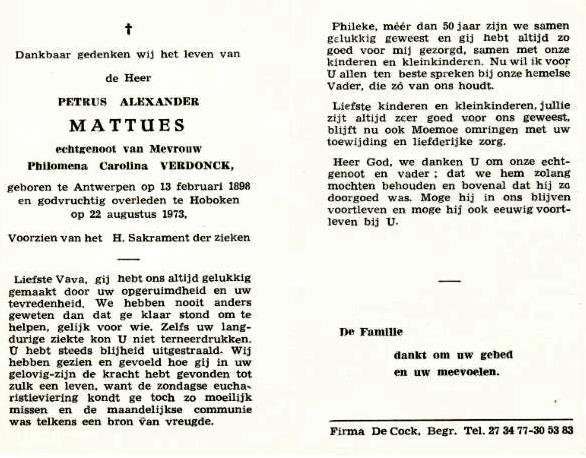 Dankbaar gedenken wij het leven van
de Heer
PETRUS ALEXANDER
MATTUES
echtgenoot van Mevrouw
Philomena Carolina VERDONCK,
geboren te Antwerpen op 13 februari 1898
en godvruchtig overleden te Hoboken
op 22 augustus 1973,
Voorzien van het H. Sakrament der zieken
Liefste Vava, gij hebt ons altijd gelukkig
gemaakt door uw opgeruimdheid en uw
tevredenheid. We hebben nooit anders
geweten dan dat ge klaar stond om te
helpen, gelijk voor wie. Zelfs uw lang-
durige ziekte kon U niet terneerdrukken.
U hebt steeds blijheid uitgestraald. Wij
hebben gezien en gevoeld hoe gij in uw
gelovig-zijn de kracht hebt gevonden tot
zulk een leven, want de zondagse eucha-
ristieviering kondt ge toch zo moeilijk
missen en de maandelijkse communie
was telkens een bron van vreugde.
Phileke, méér dan 50 jaar zijn we samen
gelukkig geweest en gij hebt altijd zo
goed voor mij gezorgd, samen met onze
kinderen en kleinkinderen. Nu wil ik voor
U allen ten beste spreken bij onze hemelse
Vader, die zó van ons houdt.
Liefste kinderen en kleinkinderen, jullie
zijt altijd zeer goed voor ons geweest,
blijft nu ook Moemoe omringen met uw
toewijding en liefderijke zorg.
Heer God, we danken U om onze echt-
genoot en vader ; dat we hem zolang
mochten behouden en bovenal dat hij zo
doorgoed was. Moge hij in ons blijven
voortleven en moge hij ook eeuwig voort-
leven bij U.
De Familie
dankt om uw gebed
en uw meevoelen.
Firma De Cock, Begr. Tel. 27 34 77-30 53 83